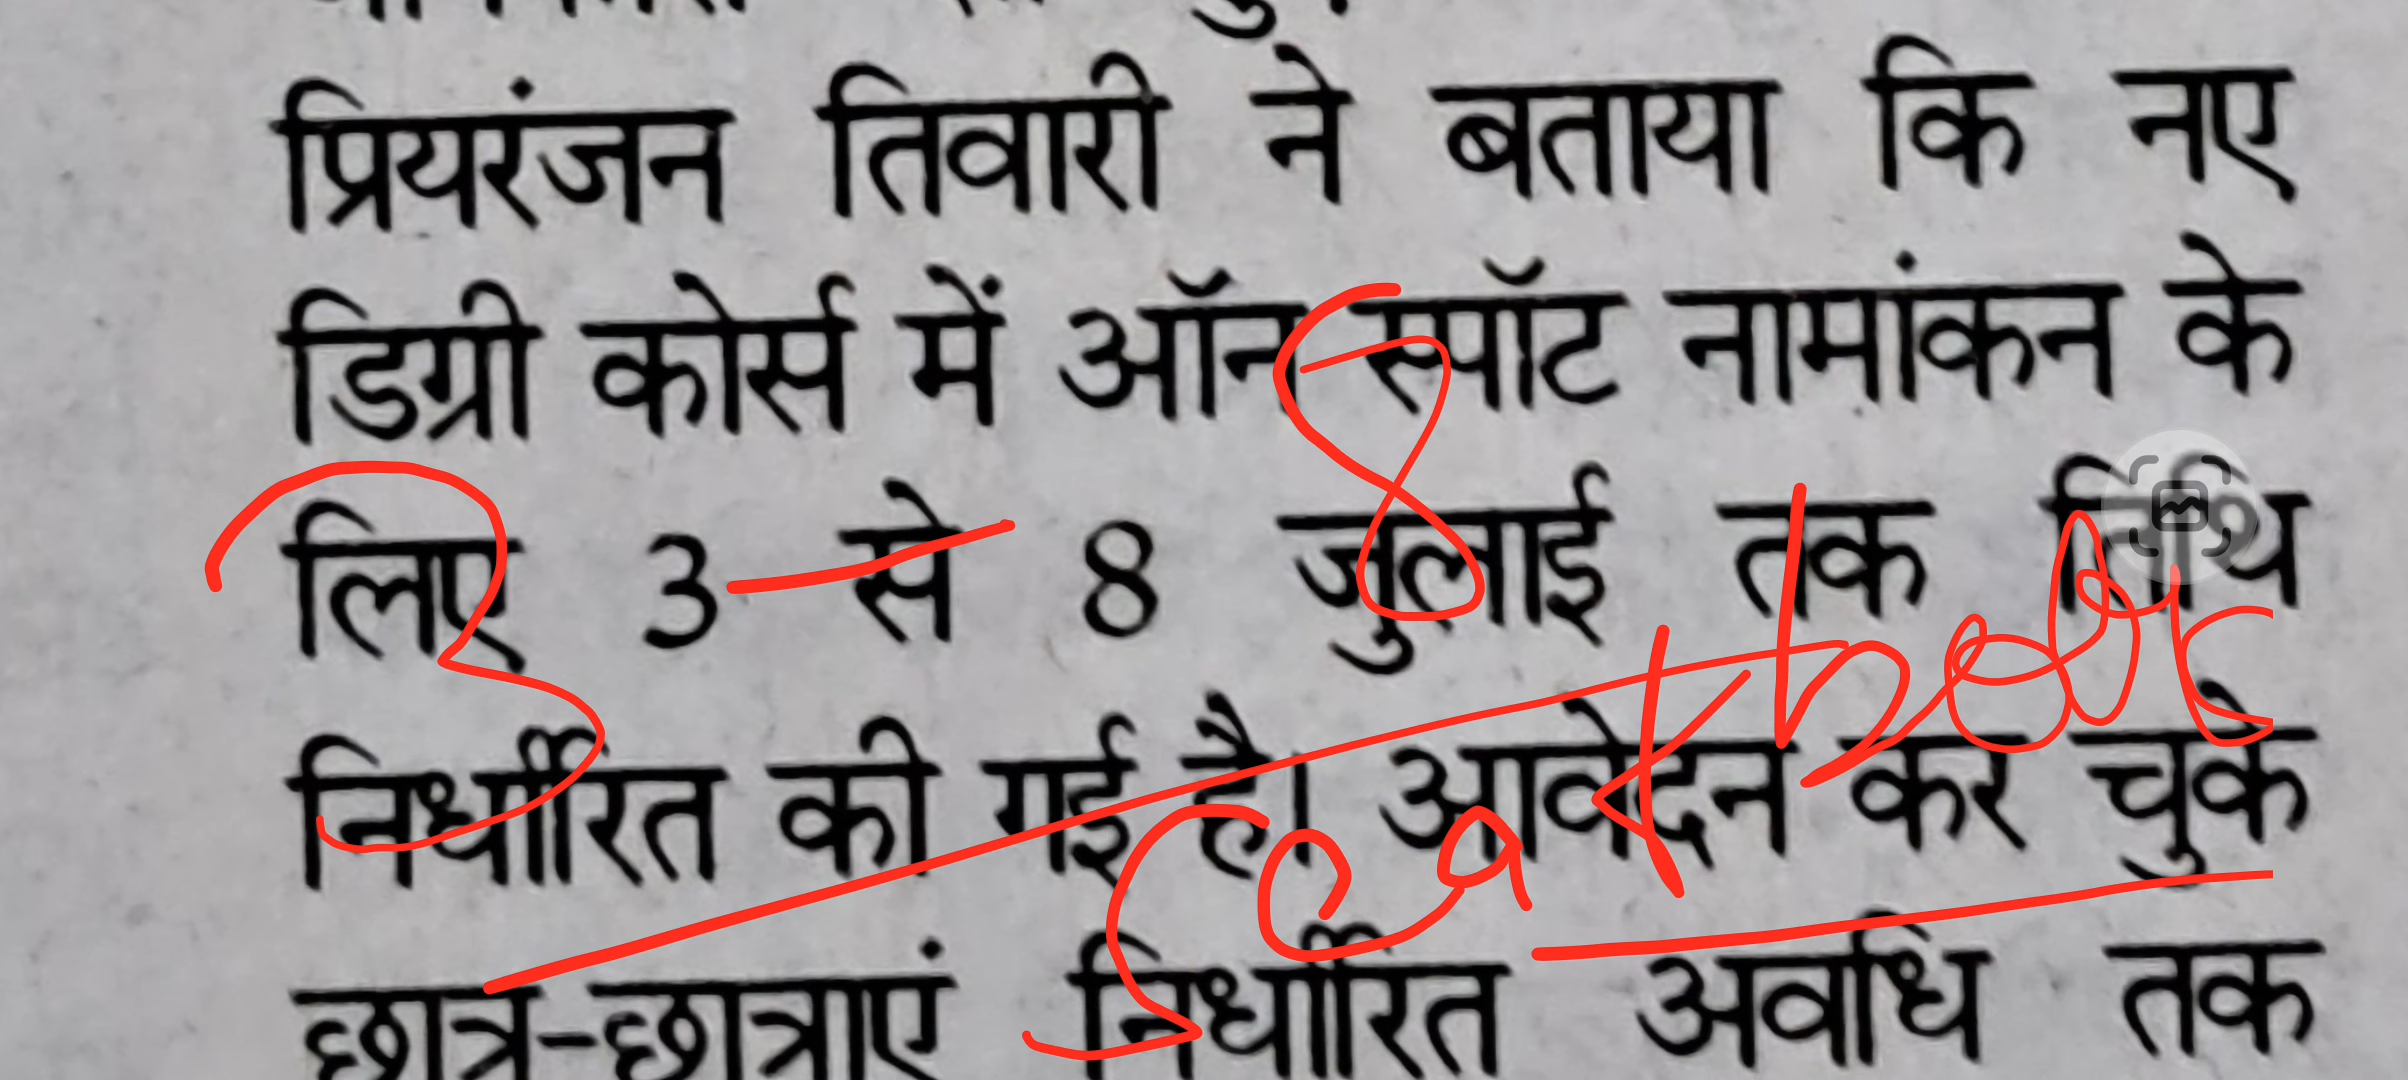 प्रियरंजन तिवारी ने बताया कि नए
डिग्री कोर्स में ऑन स्पॉट नामांकन के
लिए 3 से 8 जुलाई तक तिथि
निर्धारित की गई है। आवेदन कर चुके
छात्र-छात्राएं निर्धारित अवधि तक
3 - 8